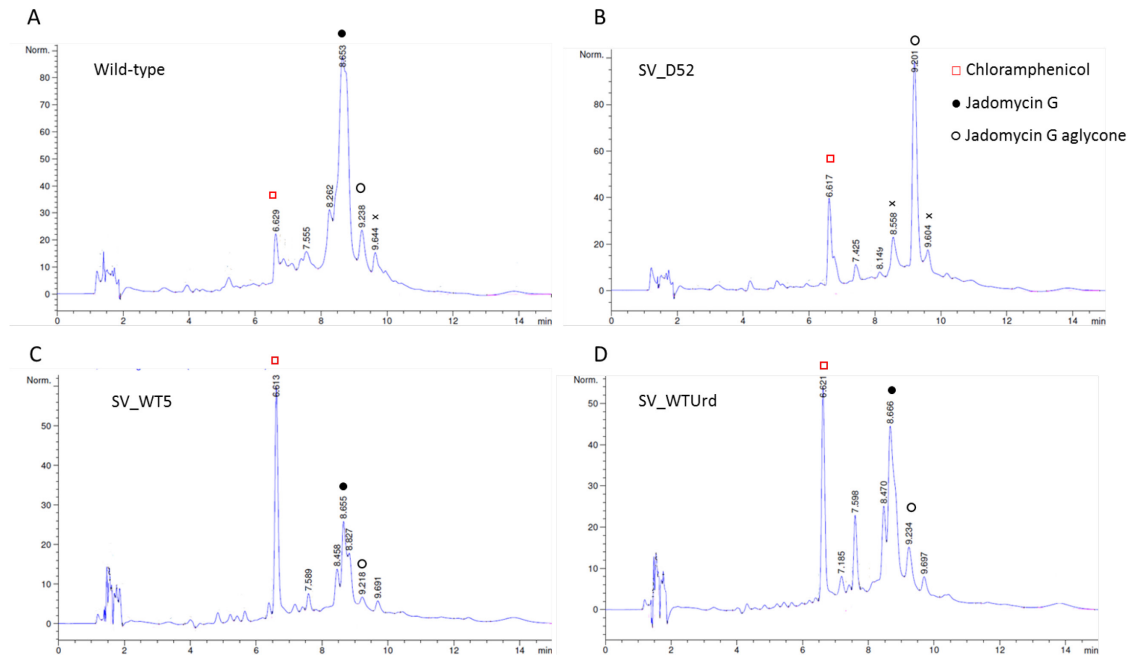 A
Norm.
Wild-type
80
70
60
50
40
30
20
10
0
6.629
7.555
8.262
8.653
9.238
9.644
×
0 2 4 6 8 10 12 14 min
B
Norm.
SV_D52
80
60
40
20
0
6.617
7.425
8.558
9.201
9.604
×
×
0 2 4 6 8 10 12 14 min
Chloramphenicol
Jadomycin G
Jadomycin G aglycone
C
Norm.
SV_WT5
50
40
30
20
10
0
6.613
7.589
8.458
8.655
8.827
9.218
9.691
0 2 4 6 8 10 12 14 min
D
Norm.
SV_WTUrd
50
40
30
20
10
0
6.621
7.185
7.598
8.470
8.666
9.234
9.697
0 2 4 6 8 10 12 14 min